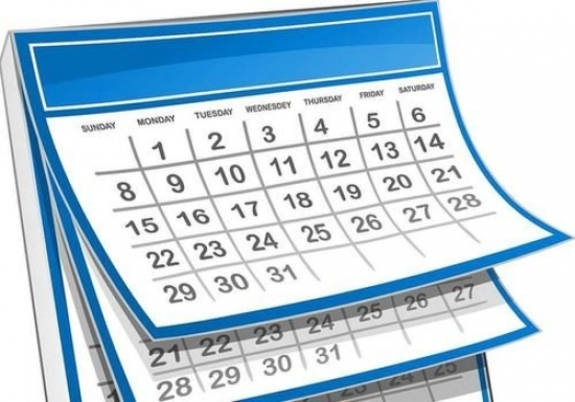 SUNDAY MONDAY TUESDAY WEDNESDEY THURSDAY FRIDAY SATURDAY
1 2 3 4 5 6
8 9 10 11 12 13 14
15 16 17 18 19 20 21
22 23 24 25 26 27 28
29 30 31
21 22 23 24 25 26 27
28 29 30 31